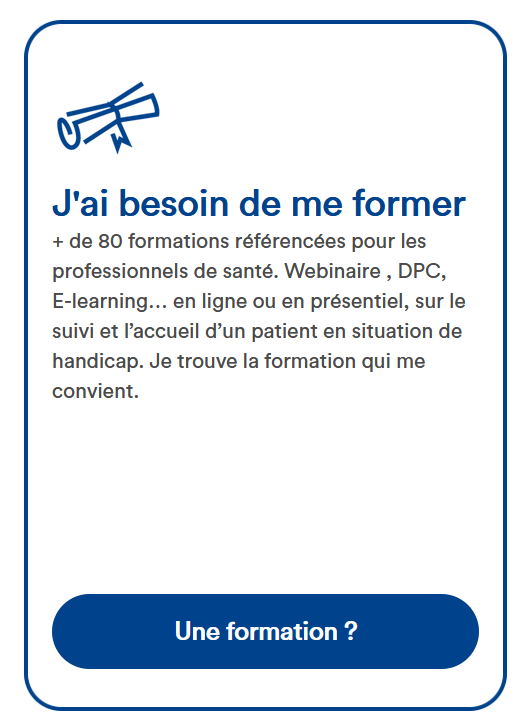 J'ai besoin de me former
+ de 80 formations référencées pour les
professionnels de santé. Webinaire , DPC,
E-learning… en ligne ou en présentiel, sur le
suivi et l’accueil d’un patient en situation de
handicap. Je trouve la formation qui me
convient.
Une formation ?